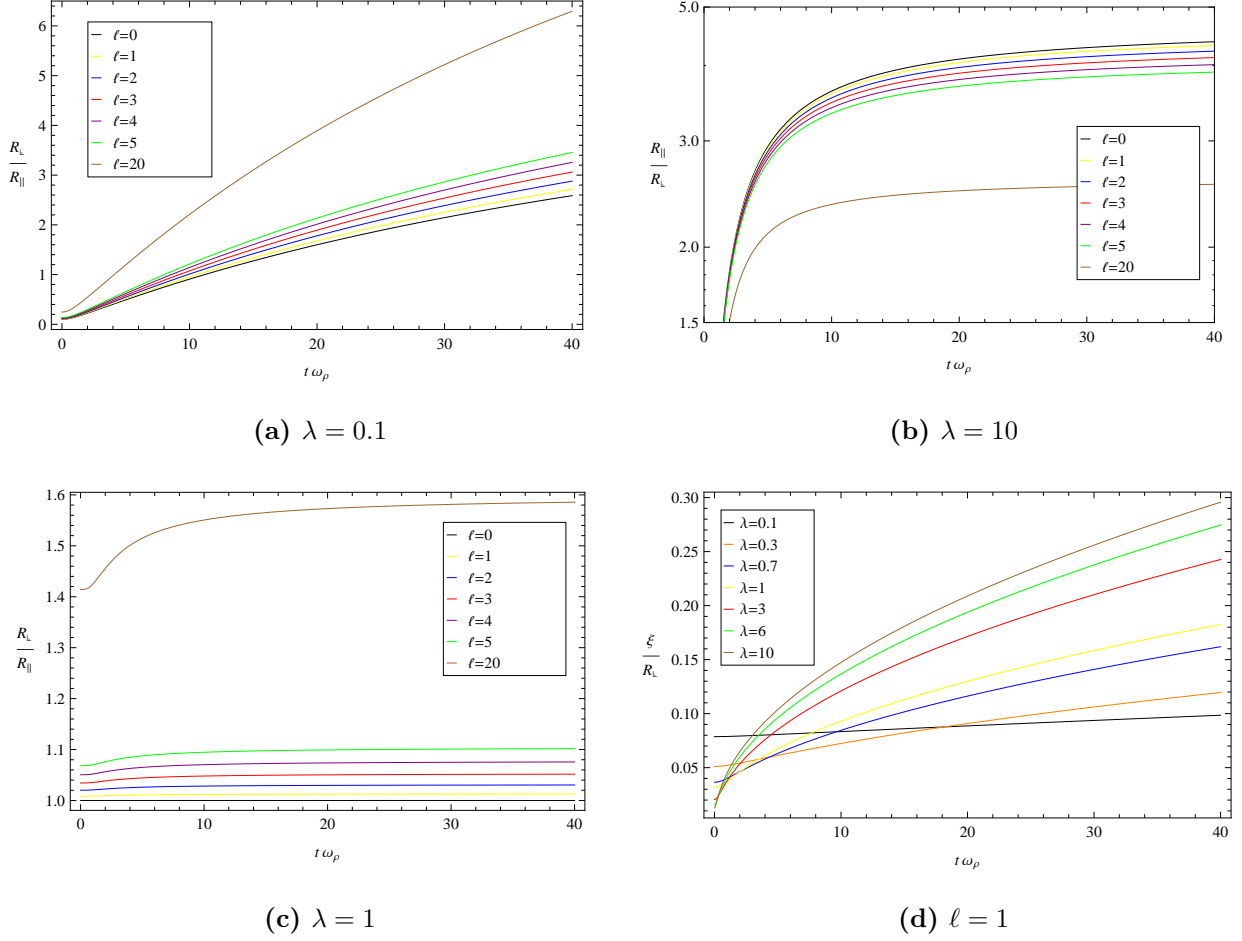 6
5
4
3
2
1
0
R⊥
R||
ℓ=0
ℓ=1
ℓ=2
ℓ=3
ℓ=4
ℓ=5
ℓ=20
0 10 20 30 40
t ωρ
(a) λ = 0.1
5.0
3.0
2.0
1.5
R||
R⊥
ℓ=0
ℓ=1
ℓ=2
ℓ=3
ℓ=4
ℓ=5
ℓ=20
0 10 20 30 40
t ωρ
(b) λ = 10
1.6
1.5
1.4
1.3
1.2
1.1
1.0
R⊥
R||
ℓ=0
ℓ=1
ℓ=2
ℓ=3
ℓ=4
ℓ=5
ℓ=20
0 10 20 30 40
t ωρ
(c) λ = 1
0.30
0.25
0.20
0.15
0.10
0.05
ξ
R⊥
λ=0.1
λ=0.3
λ=0.7
λ=1
λ=3
λ=6
λ=10
0 10 20 30 40
t ωρ
(d) ℓ = 1